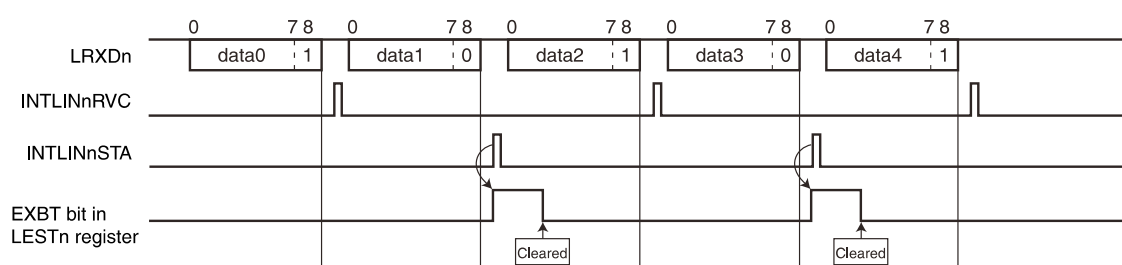 0 7 8 0 7 8 0 7 8 0 7 8 0 7 8
LRXDn data0 1 data1 0 data2 1 data3 0 data4 1
INTLINnRVC
INTLINnSTA
EXBT bit in
LESTn register
Cleared Cleared